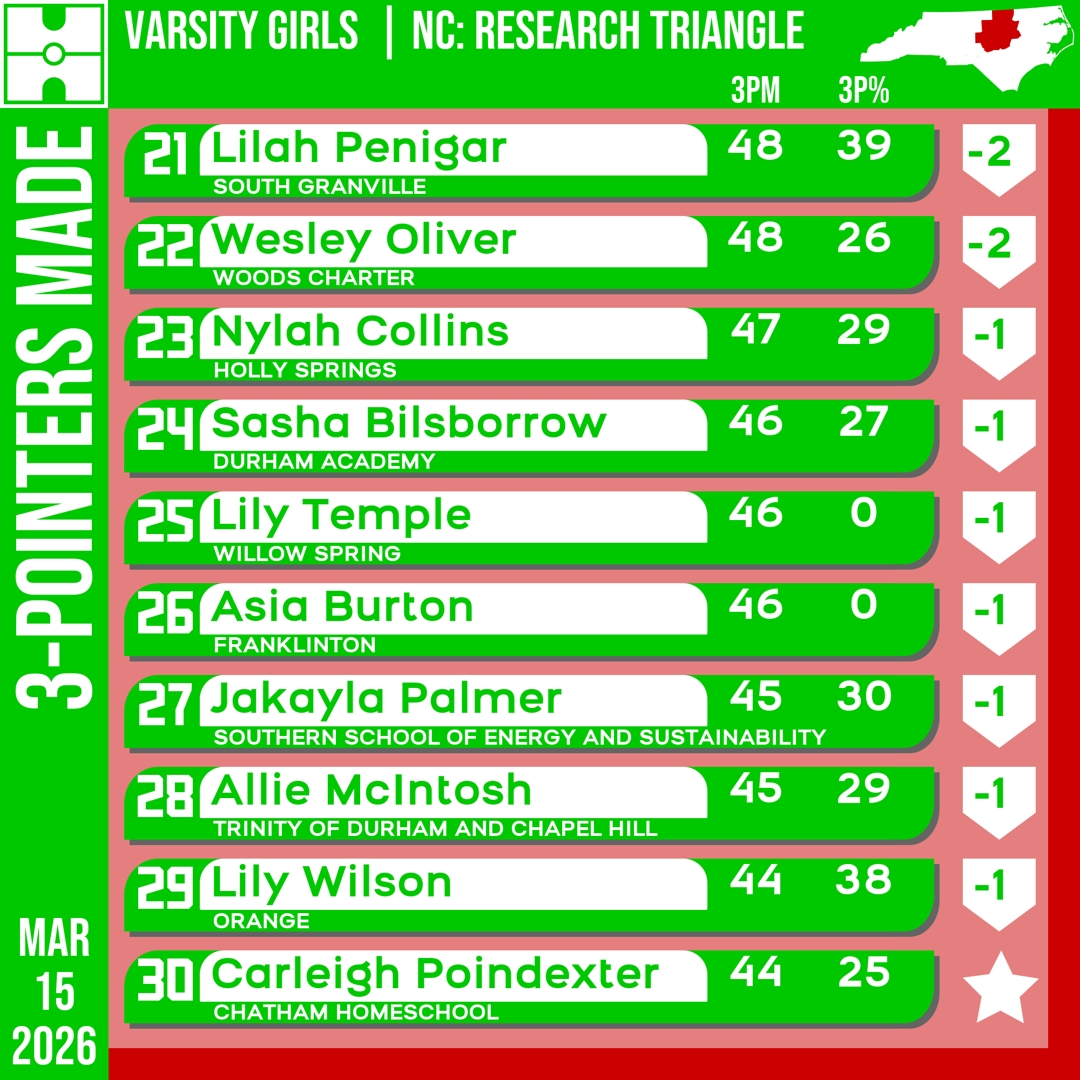 VARSITY GIRLS | NC: RESEARCH TRIANGLE
3PM 3P%
3-POINTERS MADE
21 Lilah Penigar 48 39 -2
SOUTH GRANVILLE
22 Wesley Oliver 48 26 -2
WOODS CHARTER
23 Nylah Collins 47 29 -1
HOLLY SPRINGS
24 Sasha Bilsborrow 46 27 -1
DURHAM ACADEMY
25 Lily Temple 46 0 -1
WILLOW SPRING
26 Asia Burton 46 0 -1
FRANKLINTON
27 Jakayla Palmer 45 30 -1
SOUTHERN SCHOOL OF ENERGY AND SUSTAINABILITY
28 Allie McIntosh 45 29 -1
TRINITY OF DURHAM AND CHAPEL HILL
29 Lily Wilson 44 38 -1
ORANGE
30 Carleigh Poindexter 44 25
CHATHAM HOMESCHOOL
MAR
15
2026